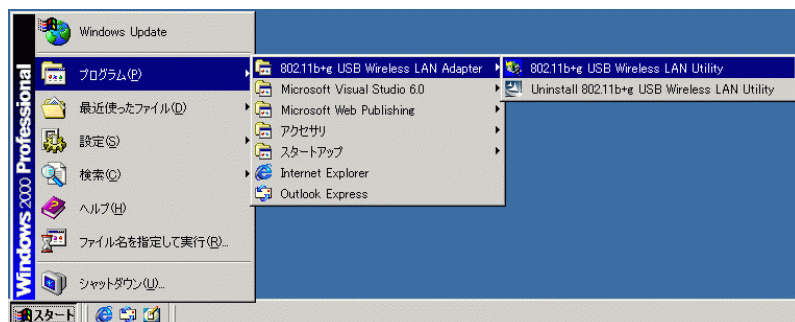 Windows 2000 Professional
Windows Update
プログラム(P)
最近使ったファイル(D)
設定(S)
検索(C)
ヘルプ(H)
ファイル名を指定して実行(R)...
シャットダウン(U)...
802.11b+g USB Wireless LAN Adapter
Microsoft Visual Studio 6.0
Microsoft Web Publishing
アクセサリ
スタートアップ
Internet Explorer
Outlook Express
802.11b+g USB Wireless LAN Utility
Uninstall 802.11b+g USB Wireless LAN Utility
スタート